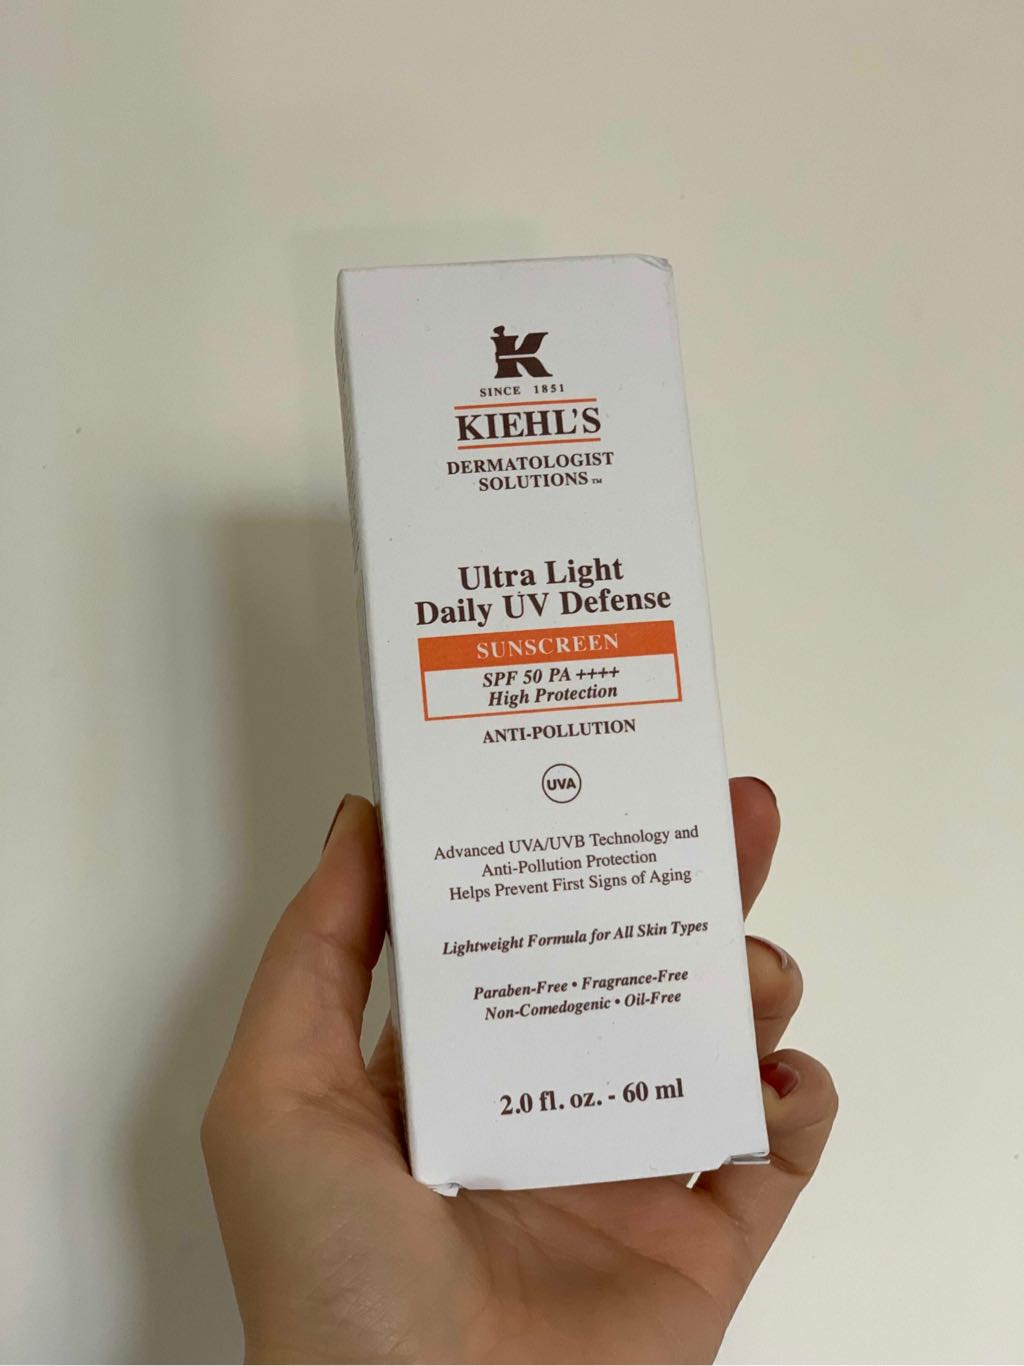 K
SINCE 1851
KIEHL'S
DERMATOLOGIST
SOLUTIONS™
Ultra Light
Daily UV Defense
SUNSCREEN
SPF 50 PA ++++
High Protection
ANTI-POLLUTION
UVA
Advanced UVA/UVB Technology and
Anti-Pollution Protection
Helps Prevent First Signs of Aging
Lightweight Formula for All Skin Types
Paraben-Free • Fragrance-Free
Non-Comedogenic • Oil-Free
2.0 fl. oz. - 60 ml